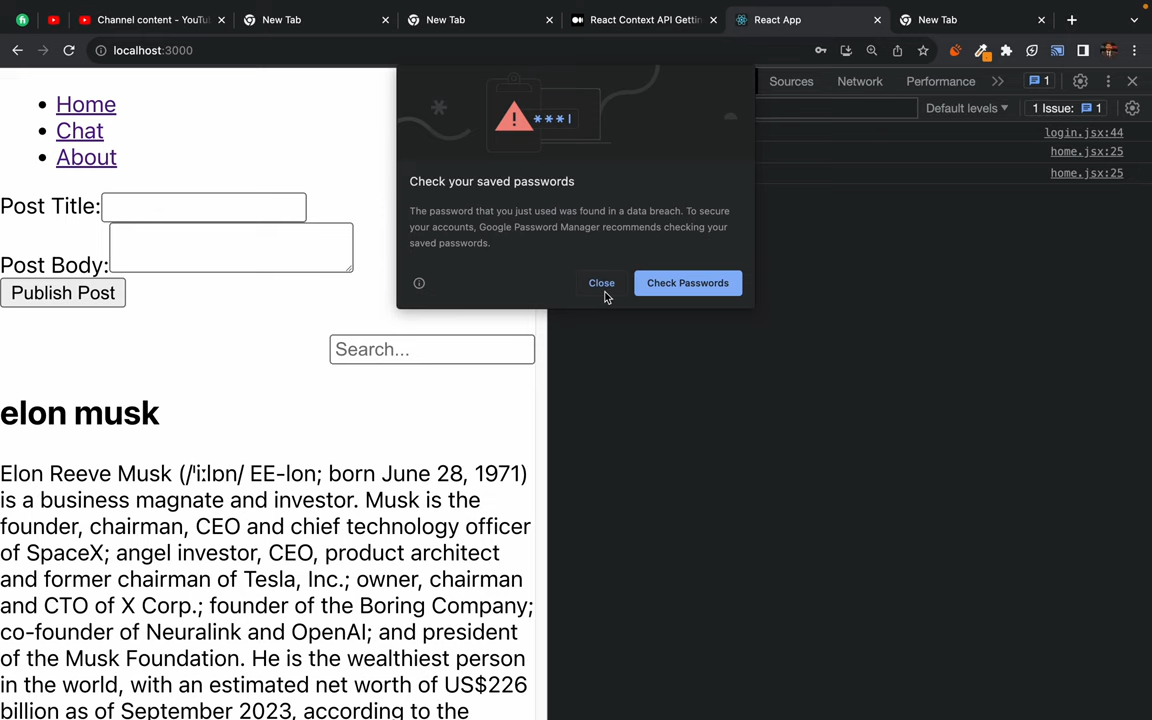 Channel content - YouTu
New Tab
New Tab
React Context API Gettin
React App
New Tab
localhost:3000
Home
Chat
About
Post Title:
Post Body:
Publish Post
Search...
elon musk
Elon Reeve Musk (/ˈiːlɒn/ EE-lon; born June 28, 1971)
is a business magnate and investor. Musk is the
founder, chairman, CEO and chief technology officer
of SpaceX; angel investor, CEO, product architect
and former chairman of Tesla, Inc.; owner, chairman
and CTO of X Corp.; founder of the Boring Company;
co-founder of Neuralink and OpenAI; and president
of the Musk Foundation. He is the wealthiest person
in the world, with an estimated net worth of US$226
billion as of September 2023, according to the
***|
Check your saved passwords
The password that you just used was found in a data breach. To secure
your accounts, Google Password Manager recommends checking your
saved passwords.
Close
Check Passwords
Sources
Network
Performance
1
Default levels
1 Issue:
1
login.jsx:44
home.jsx:25
home.jsx:25